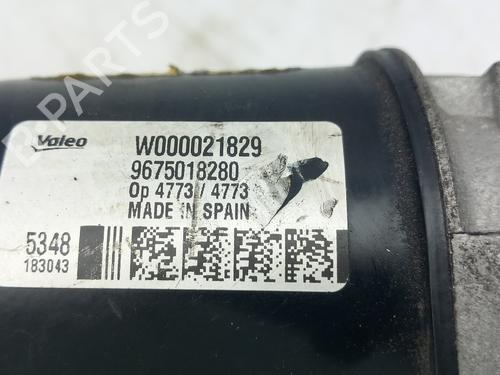 Valeo
W000021829
9675018280
Op 4773 / 4773
MADE IN SPAIN
5348
183043
B-PARTS